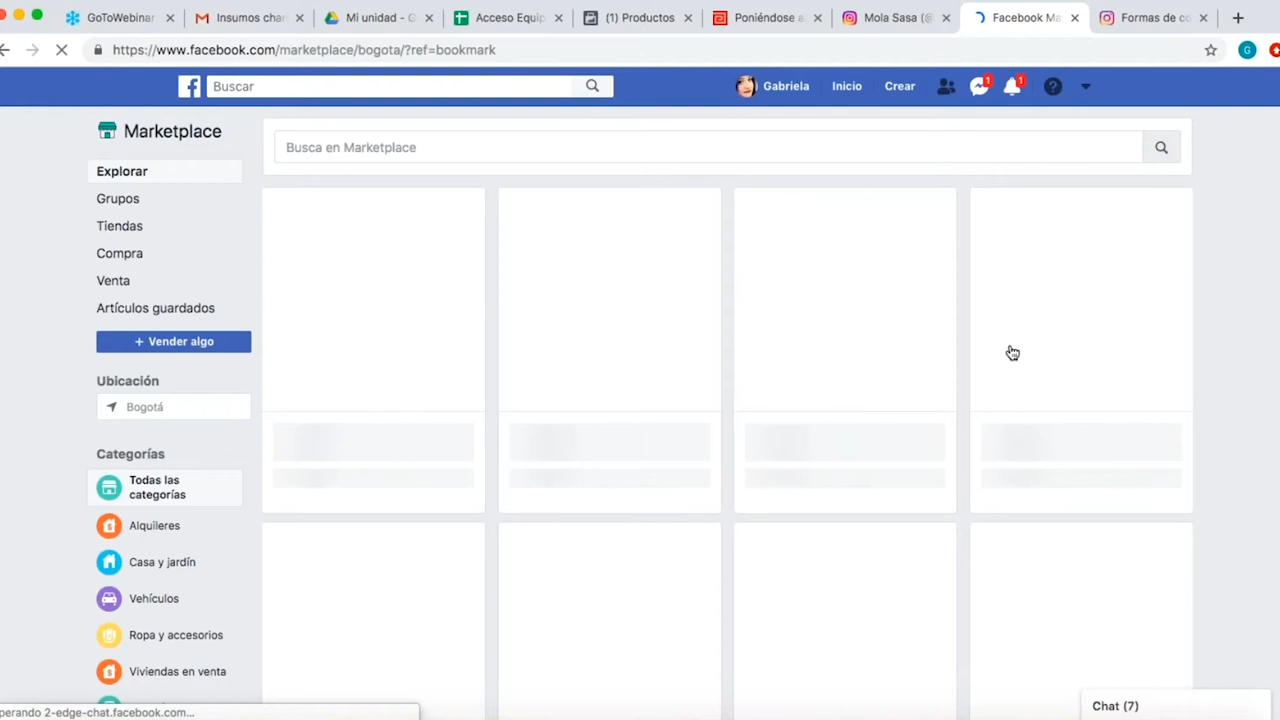 GoToWebinar
Insumos char
Mi unidad - G
Acceso Equip
(1) Productos
Poniéndose a
Mola Sasa (@
Facebook Ma
Formas de co
https://www.facebook.com/marketplace/bogota/?ref=bookmark
G
Buscar
Gabriela
Inicio
Crear
1
1
Marketplace
Busca en Marketplace
Explorar
Grupos
Tiendas
Compra
Venta
Artículos guardados
+ Vender algo
Ubicación
Bogotá
Categorías
Todas las
categorías
Alquileres
Casa y jardín
Vehículos
Ropa y accesorios
Viviendas en venta
perando 2-edge-chat.facebook.com...
Chat (7)